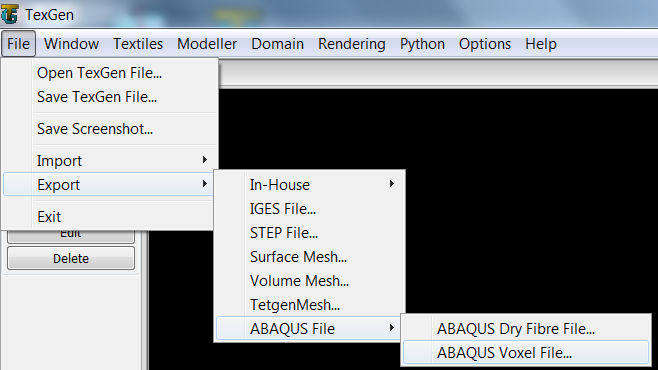 TexGen
File Window Textiles Modeller Domain Rendering Python Options Help
Open TexGen File...
Save TexGen File...
Save Screenshot...
Import
Export
Exit
Edit
Delete
In-House
IGES File...
STEP File...
Surface Mesh...
Volume Mesh...
TetgenMesh...
ABAQUS File
ABAQUS Dry Fibre File...
ABAQUS Voxel File...